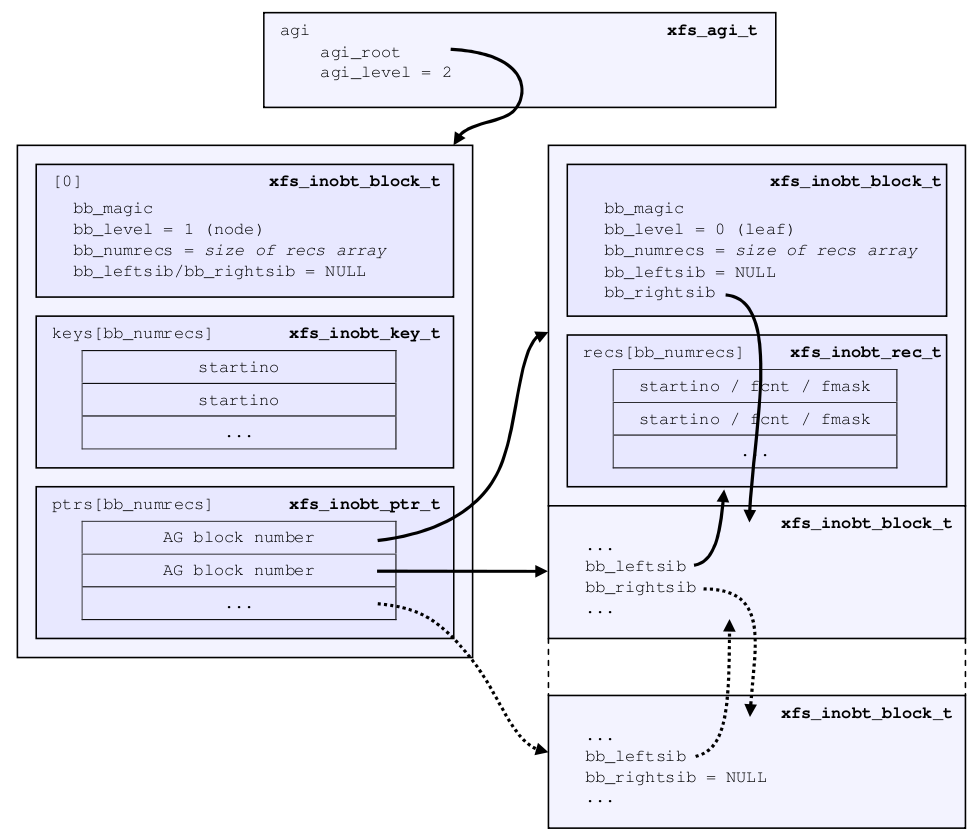 agi xfs_agi_t
agi_root
agi_level = 2
[0] xfs_inobt_block_t
bb_magic
bb_level = 1 (node)
bb_numrecs = size of recs array
bb_leftsib/bb_rightsib = NULL
keys[bb_numrecs] xfs_inobt_key_t
startino
startino
...
ptrs[bb_numrecs] xfs_inobt_ptr_t
AG block number
AG block number
...
xfs_inobt_block_t
bb_magic
bb_level = 0 (leaf)
bb_numrecs = size of recs array
bb_leftsib = NULL
bb_rightsib
recs[bb_numrecs] xfs_inobt_rec_t
startino / fcnt / fmask
startino / fcnt / fmask
...
xfs_inobt_block_t
...
bb_leftsib
bb_rightsib
...
xfs_inobt_block_t
...
bb_leftsib
bb_rightsib = NULL
...